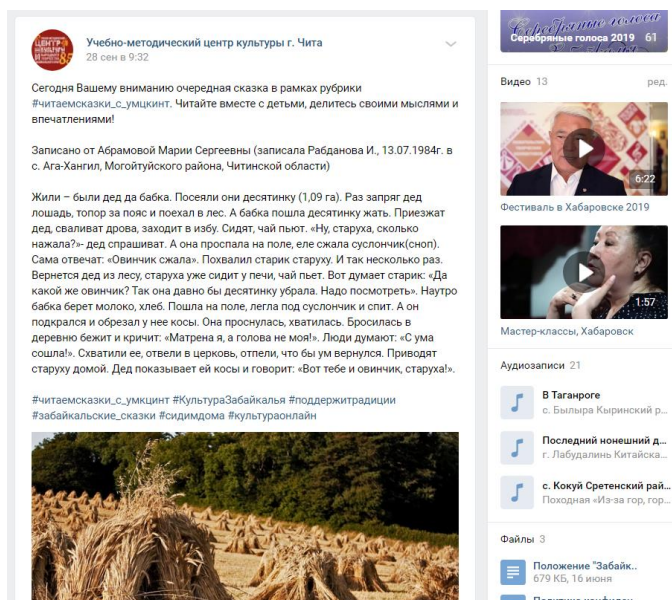 Учебно-методический центр культуры г. Чита
28 сен в 9:32
Сегодня Вашему вниманию очередная сказка в рамках рубрики
#читаемсказки_с_умцкинт. Читайте вместе с детьми, делитесь своими мыслями и
впечатлениями!
Записано от Абрамовой Марии Сергеевны (записала Рабданова И., 13.07.1984г. в
с. Ага-Хангил, Могойтуйского района, Читинской области)
Жили – были дед да бабка. Посеяли они десятину (1,09 га). Раз запряг дед
лошадь, топор за пояс и поехал в лес. А бабка пошла десятинку жать. Приезжат
дед, сваливат дрова, заходит в избу. Сидят, чай пьют. «Ну, старуха, сколько
нажала?»- дед спрашиват. А она проспала на поле, еле сжала суслончик(сноп).
Сама отвечат: «Овинчик сжала». Похвалил старик старуху. И так несколько раз.
Вернется дед из лесу, старуха уже сидит у печи, чай пьет. Вот думает старик: «Да
какой же овинчик? Так она давно бы десятинку убрала. Надо посмотреть». Наутро
бабка берет молоко, хлеб. Пошла на поле, легла под суслончик и спит. А он
подкрался и обрезал у нее косы. Она проснулась, хватилась. Бросилась в
деревню бежит и кричит: «Матрена я, а голова не моя!». Люди думают: «С ума
сошла!». Схватили ее, отвели в церковь, отпели, что бы ум вернулся. Приводят
старуху домой. Дед показывает ей косы и говорит: «Вот тебе и овинчик, старуха!».
#читаемсказки_с_умкцинт #КультураЗабайкалья #поддержитрадиции
#забайкальские_сказки #сидимдома #культураонлайн
Серебряные голоса 2019 61
Видео 13 ред.
6:22
Фестиваль в Хабаровске 2019
1:57
Мастер-классы, Хабаровск
Аудиозаписи 21
В Таганроге
с. Былыра Кыринский р...
Последний нонешний д...
г. Лабудалинь Китайска...
с. Кокуй Сретенский рай...
Походная «Из-за гор, гор...
Файлы 3
Положение "Забайк..
679 КБ, 16 июня